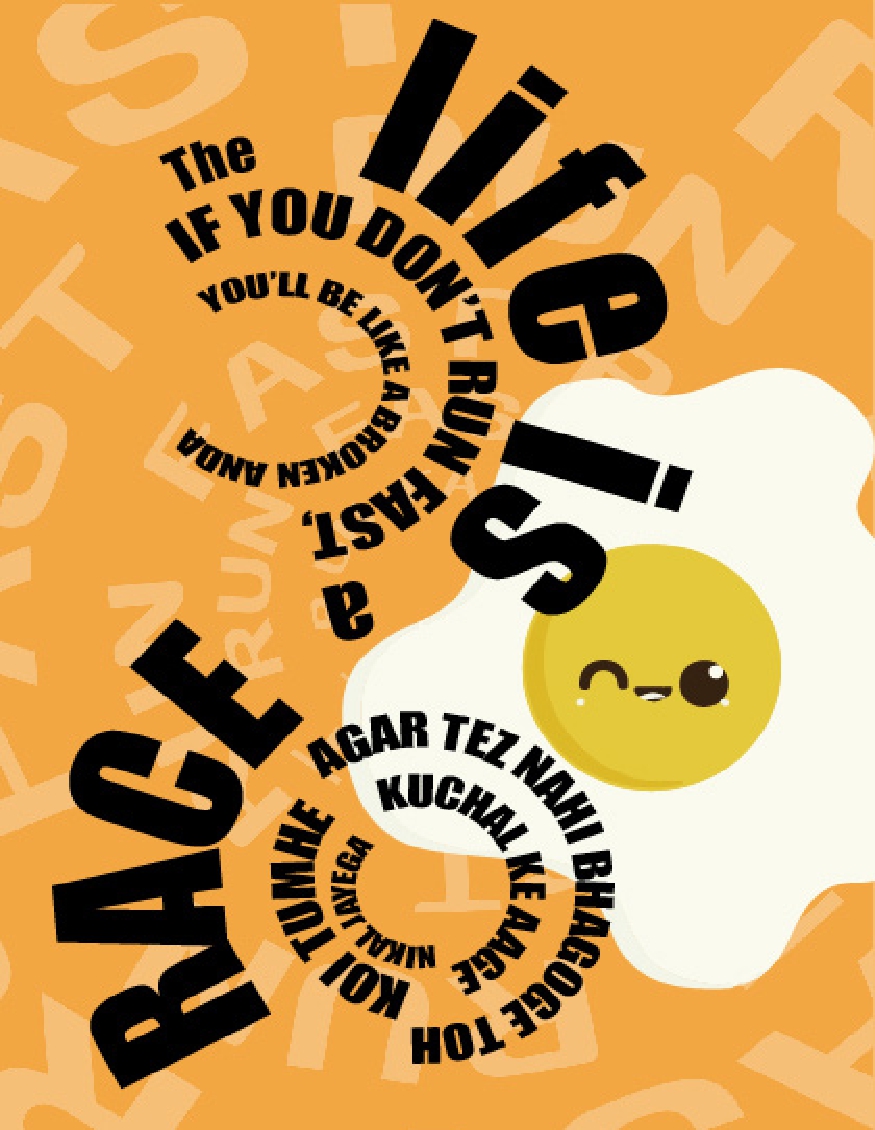 The life is a RACE
IF YOU DON'T RUN FAST,
YOU'LL BE LIKE A BROKEN ANDA
AGAR TEZ NAHI BHAGOGE TOH
KOI TUMHE
KUCHAL KE AAGE
NIKAL JAYEGA